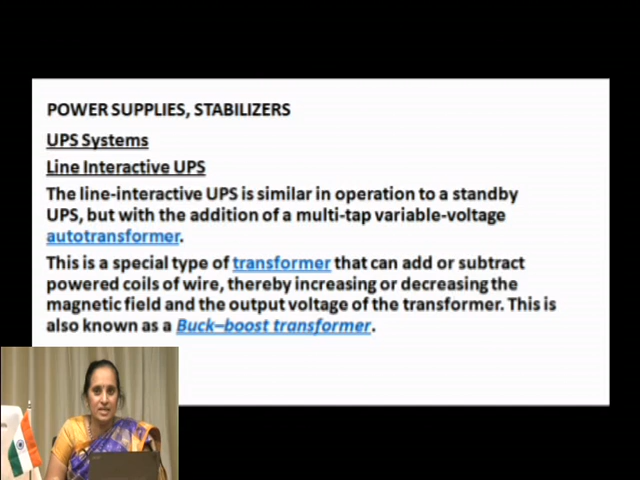 POWER SUPPLIES, STABILIZERS
UPS Systems
Line Interactive UPS
The line-interactive UPS is similar in operation to a standby
UPS, but with the addition of a multi-tap variable-voltage
autotransformer.
This is a special type of transformer that can add or subtract
powered coils of wire, thereby increasing or decreasing the
magnetic field and the output voltage of the transformer. This is
also known as a Buck–boost transformer.